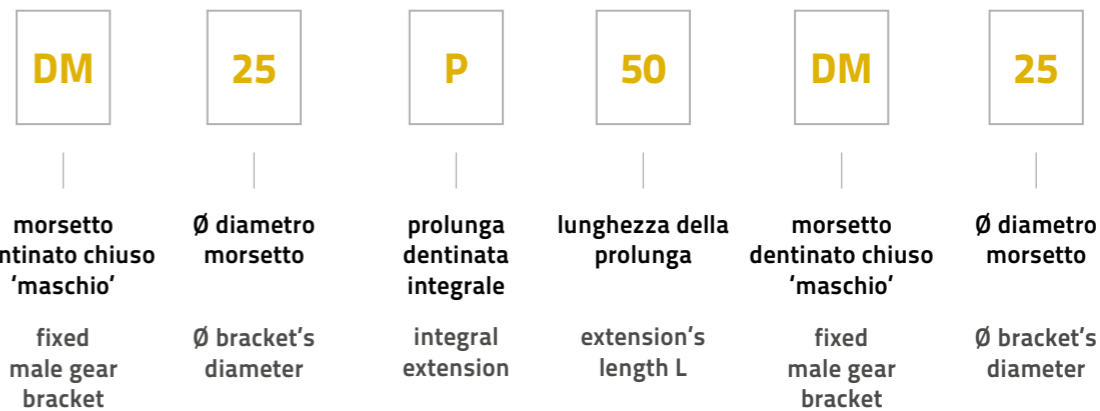 DM 25 P 50 DM 25
morsetto
ntinato chiuso
'maschio'
Ø diametro
morsetto
prolunga
dentinata
integrale
lunghezza della
prolunga
morsetto
dentinato chiuso
'maschio'
Ø diametro
morsetto
fixed
male gear
bracket
Ø bracket's
diameter
integral
extension
extension's
length L
fixed
male gear
bracket
Ø bracket's
diameter